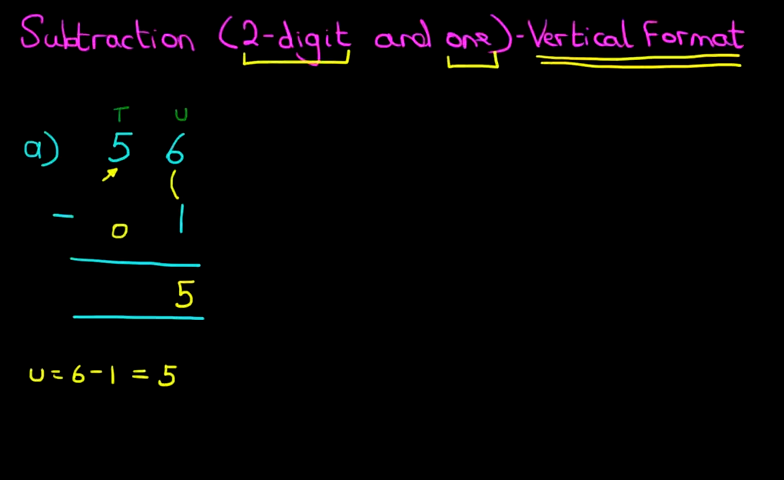 Subtraction (2-digit and one)-Vertical Format
T U
a) 5 6
- 0 1
5
U = 6 - 1 = 5